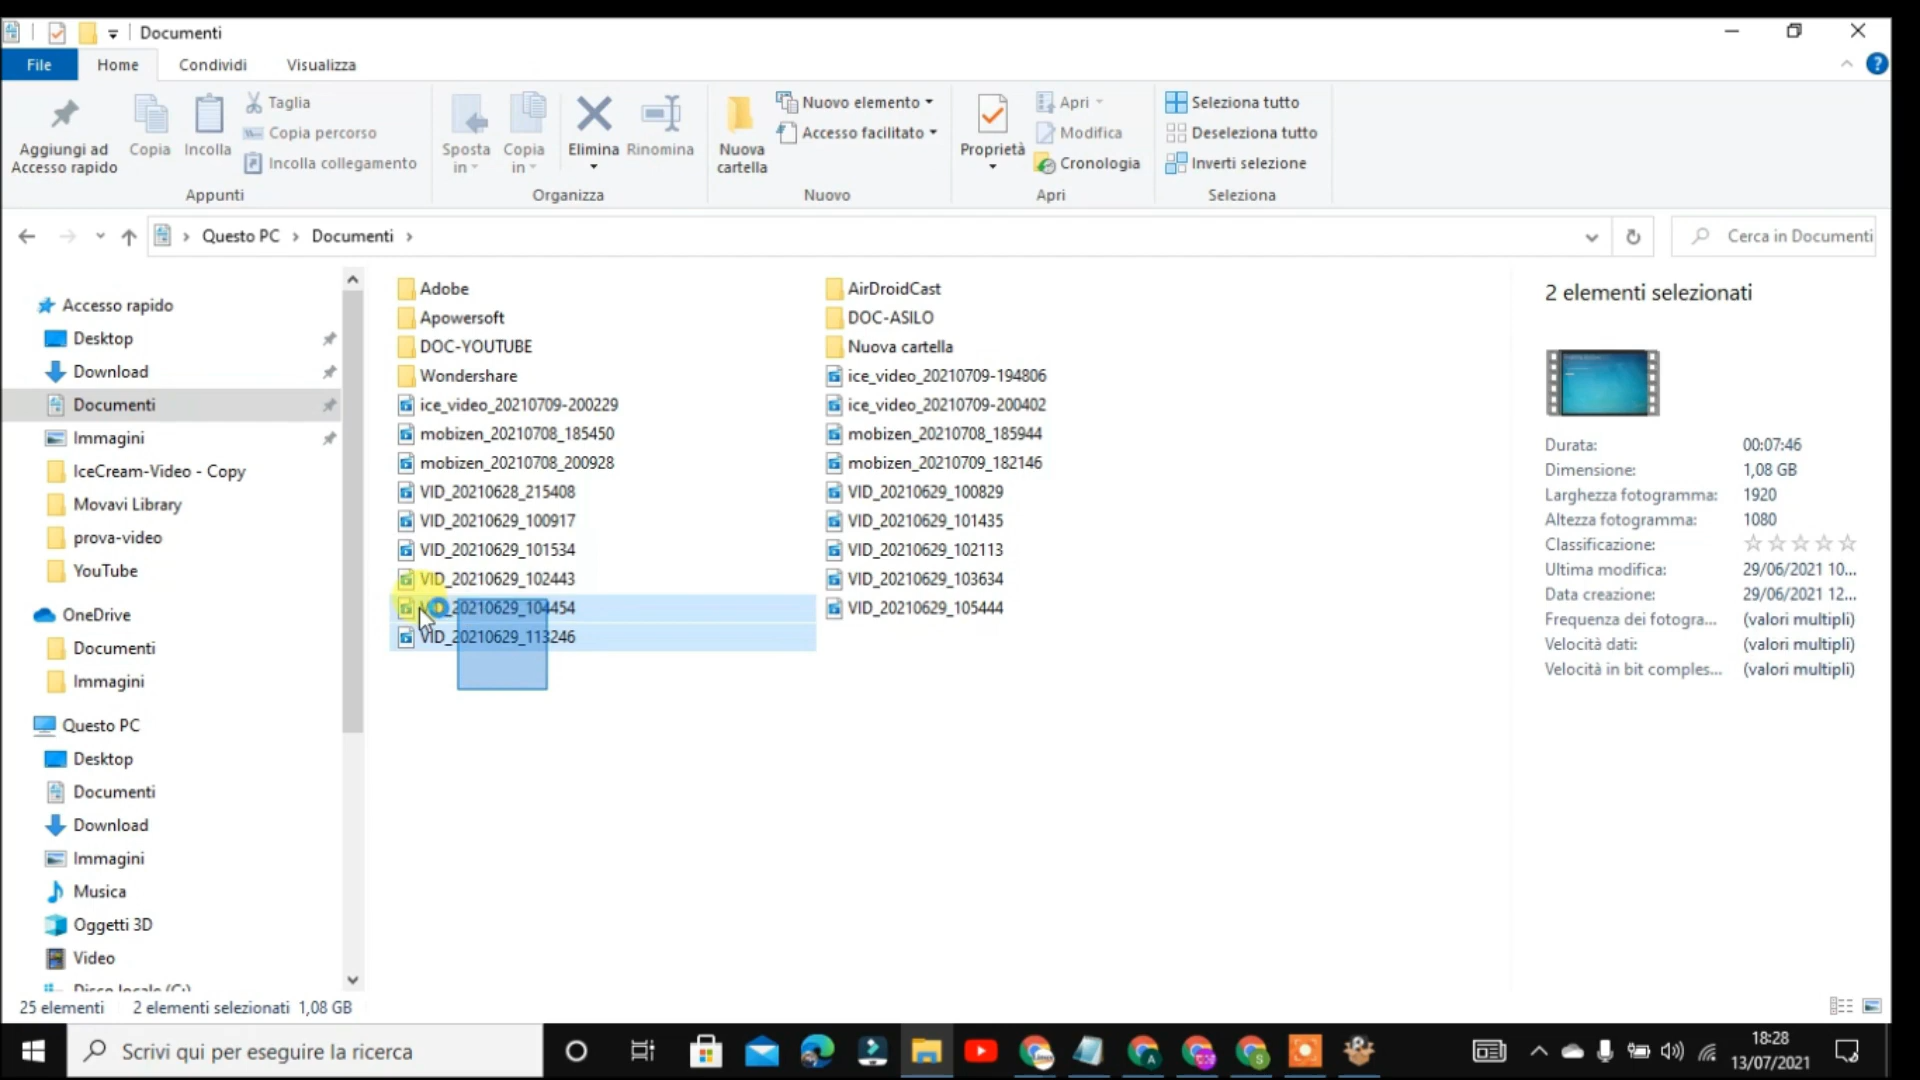 Documenti
File Home Condividi Visualizza
Aggiungi ad
Accesso rapido
Copia
Incolla
Taglia
Copia percorso
Incolla collegamento
Appunti
Sposta
in
Copia
in
Elimina
Rinomina
Organizza
Nuova
cartella
Nuovo elemento
Accesso facilitato
Nuovo
Proprietà
Apri
Modifica
Cronologia
Apri
Seleziona tutto
Deseleziona tutto
Inverti selezione
Seleziona
Questo PC > Documenti >
Cerca in Documenti
Accesso rapido
Desktop
Download
Documenti
Immagini
IceCream-Video - Copy
Movavi Library
prova-video
YouTube
OneDrive
Documenti
Immagini
Questo PC
Desktop
Documenti
Download
Immagini
Musica
Oggetti 3D
Video
Disco locale (C:)
Adobe
Apowersoft
DOC-YOUTUBE
Wondershare
ice_video_20210709-200229
mobizen_20210708_185450
mobizen_20210708_200928
VID_20210628_215408
VID_20210629_100917
VID_20210629_101534
VID_20210629_102443
VID_20210629_104454
VID_20210629_113246
AirDroidCast
DOC-ASILO
Nuova cartella
ice_video_20210709-194806
ice_video_20210709-200402
mobizen_20210708_185944
mobizen_20210709_182146
VID_20210629_100829
VID_20210629_101435
VID_20210629_102113
VID_20210629_103634
VID_20210629_105444
2 elementi selezionati
Durata: 00:07:46
Dimensione: 1,08 GB
Larghezza fotogramma: 1920
Altezza fotogramma: 1080
Classificazione:
Ultima modifica: 29/06/2021 10...
Data creazione: 29/06/2021 12...
Frequenza dei fotogra... (valori multipli)
Velocità dati: (valori multipli)
Velocità in bit comples... (valori multipli)
25 elementi 2 elementi selezionati 1,08 GB
Scrivi qui per eseguire la ricerca
18:28
13/07/2021